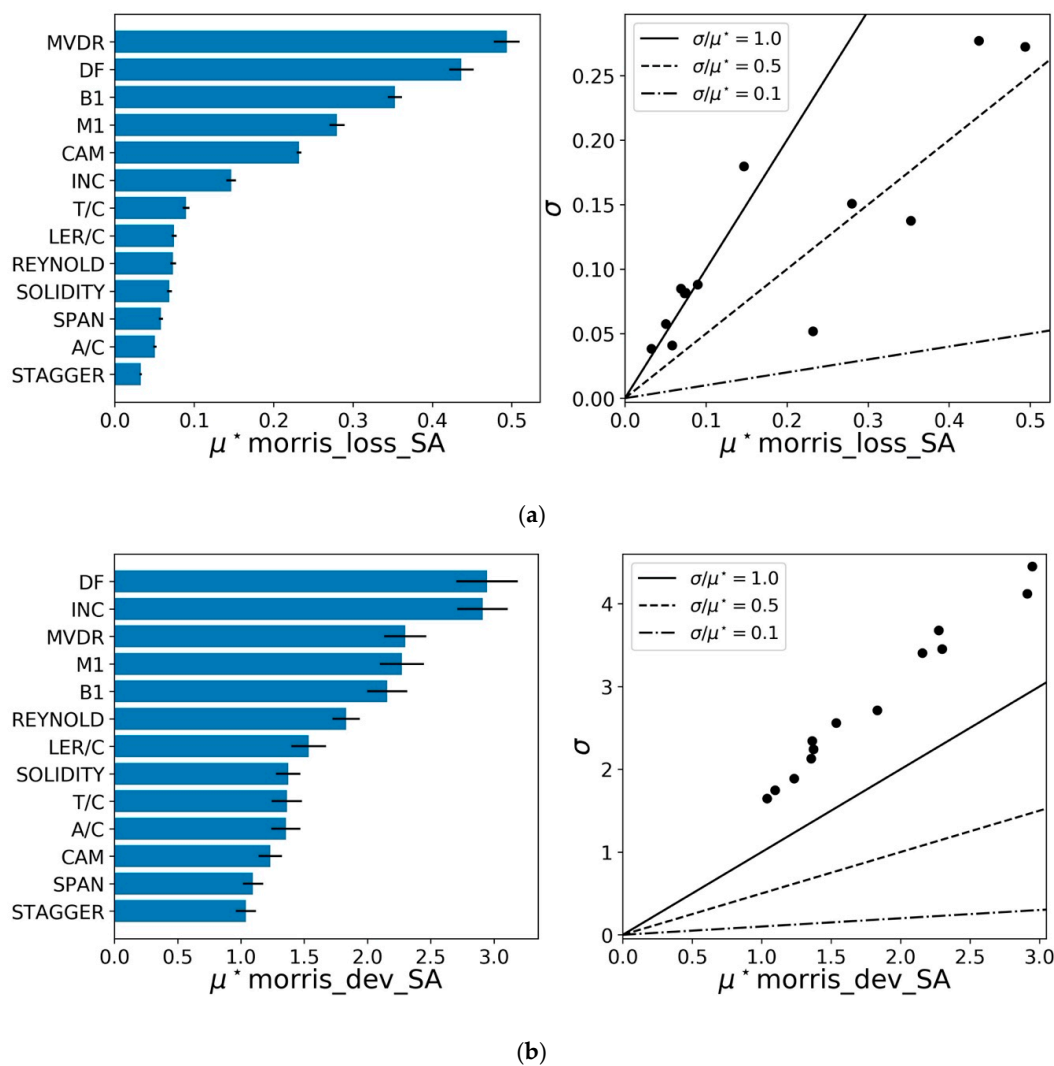 MVDR
DF
B1
M1
CAM
INC
T/C
LER/C
REYNOLD
SOLIDITY
SPAN
A/C
STAGGER
0.0 0.1 0.2 0.3 0.4 0.5
μ* morris_loss_SA
σ/μ* = 1.0
σ/μ* = 0.5
σ/μ* = 0.1
σ
0.25
0.20
0.15
0.10
0.05
0.00
0.0 0.1 0.2 0.3 0.4 0.5
μ* morris_loss_SA
(a)
DF
INC
MVDR
M1
B1
REYNOLD
LER/C
SOLIDITY
T/C
A/C
CAM
SPAN
STAGGER
0.0 0.5 1.0 1.5 2.0 2.5 3.0
μ* morris_dev_SA
σ/μ* = 1.0
σ/μ* = 0.5
σ/μ* = 0.1
σ
4
3
2
1
0
0.0 0.5 1.0 1.5 2.0 2.5 3.0
μ* morris_dev_SA
(b)